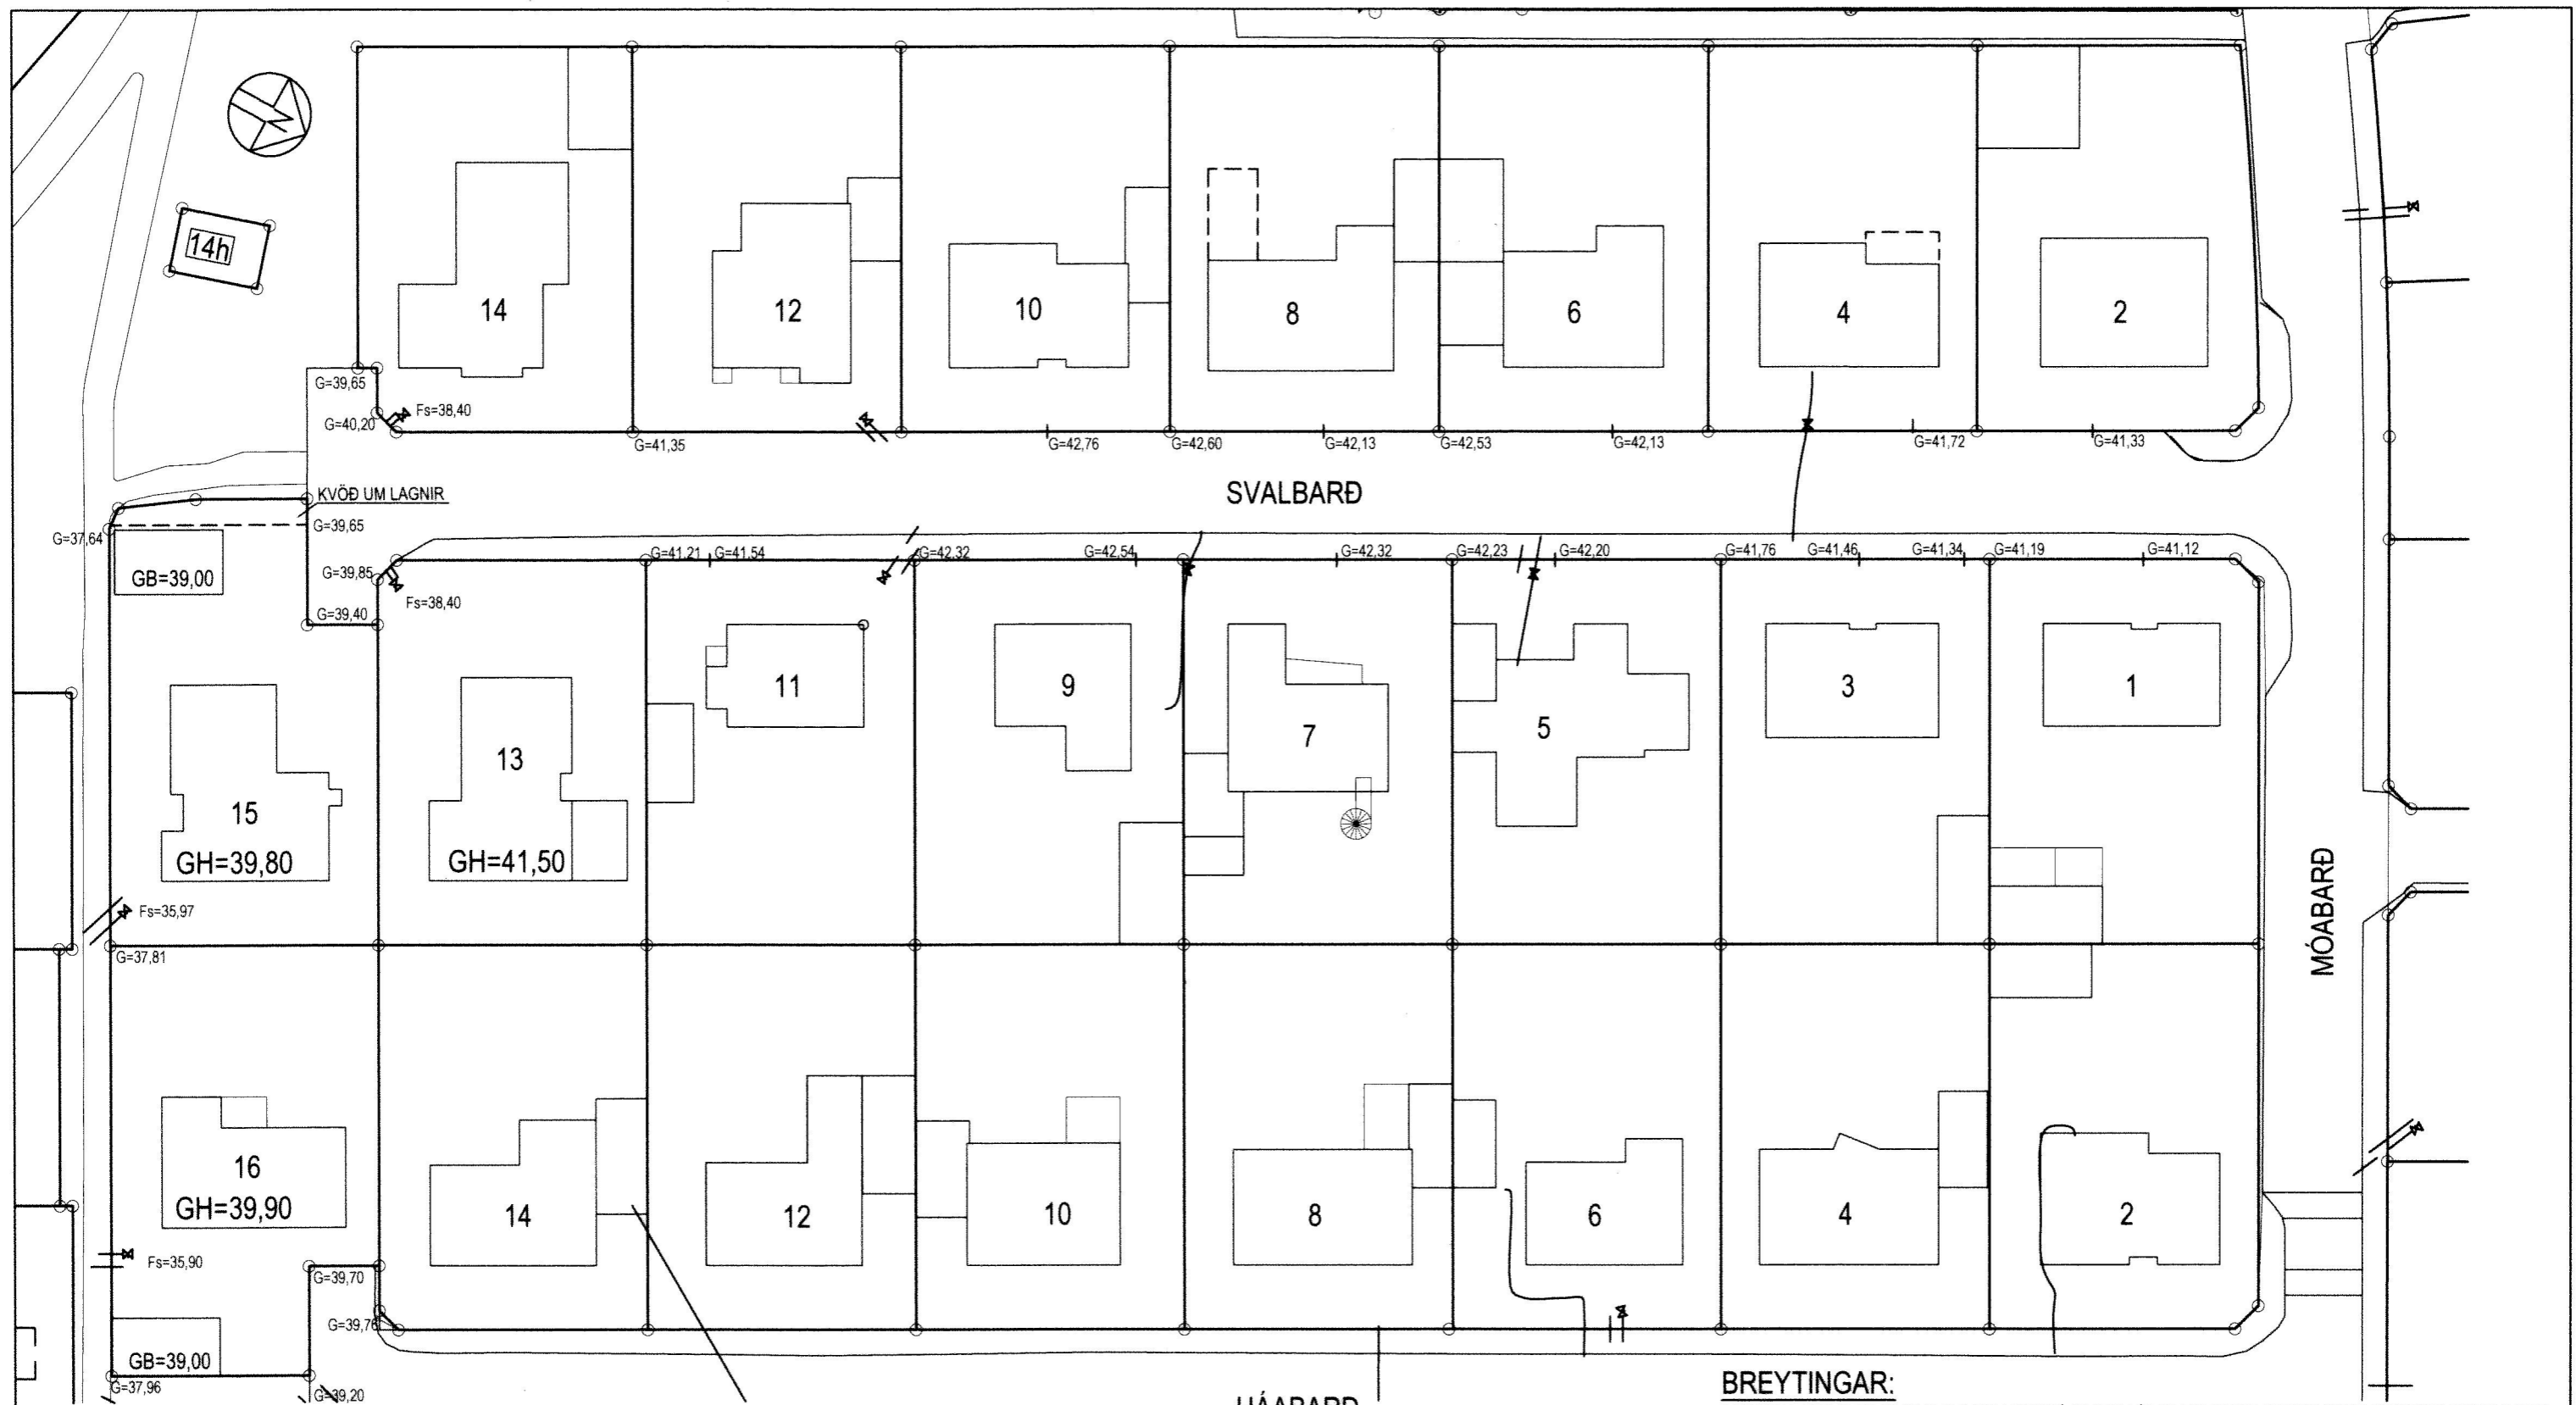 14h
14
12
10
8
6
4
2
G=39,65
G=40,20
Fs=38,40
G=41,35
G=42,76
G=42,60
G=42,13
G=42,53
G=42,13
G=41,72
G=41,33
KVÖÐ UM LAGNIR
SVALBARÐ
G=39,65
G=37,64
G=41,21
G=41,54
G=42,32
G=42,54
G=42,32
G=42,23
G=42,20
G=41,76
G=41,46
G=41,34
G=41,19
G=41,12
GB=39,00
G=39,85
Fs=38,40
G=39,40
15
GH=39,80
13
GH=41,50
11
9
7
5
3
1
MÓABARÐ
Fs=35,97
G=37,81
16
GH=39,90
14
12
10
8
6
4
2
Fs=35,90
G=39,70
G=39,76
GB=39,00
G=37,96
G=39,20
HÁABARÐ
BREYTINGAR: